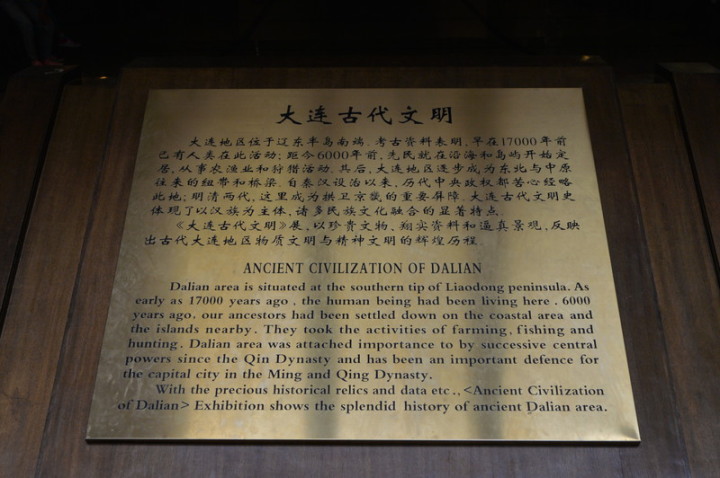 大连古代文明
大连地区位于辽东半岛南端。考古资料表明，早在17000年前
已有人类在此活动；距今6000年前，先民就在沿海和岛屿开始定
居，从事农渔业和狩猎活动。其后，大连地区逐步成为东北与中原
往来的纽带和桥梁。自秦汉设治以来，历代中央政权都苦心经略
此地；明清两代，这里成为拱卫京畿的重要屏障。大连古代文明史
体现了以汉族为主体，诸多民族文化融合的显著特点。
《大连古代文明》展，以珍贵文物、翔实资料和逼真景观，反映
出古代大连地区物质文明与精神文明的辉煌历程。
ANCIENT CIVILIZATION OF DALIAN
Dalian area is situated at the southern tip of Liaodong peninsula. As
early as 17000 years ago , the human being had been living here . 6000
years ago, our ancestors had been settled down on the coastal area and
the islands nearby. They took the activities of farming, fishing and
hunting. Dalian area was attached importance to by successive central
powers since the Qin Dynasty and has been an important defence for
the capital city in the Ming and Qing Dynasty.
With the precious historical relics and data etc., <Ancient Civilization
of Dalian> Exhibition shows the splendid history of ancient Dalian area.